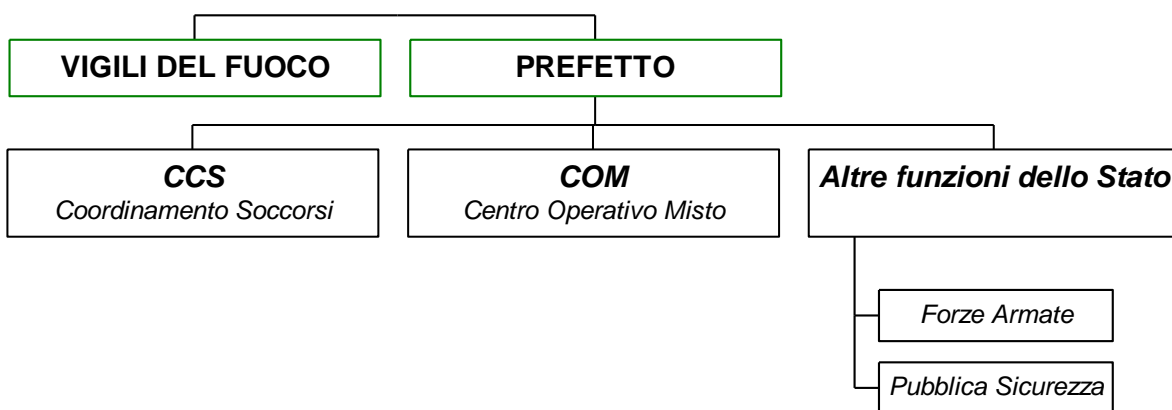 VIGILI DEL FUOCO
PREFETTO
CCS
Coordinamento Soccorsi
COM
Centro Operativo Misto
Altre funzioni dello Stato
Forze Armate
Pubblica Sicurezza